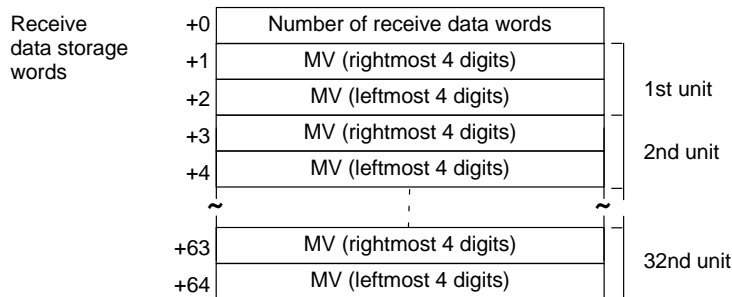 Receive
data storage
words
+0 Number of receive data words
+1 MV (rightmost 4 digits)
+2 MV (leftmost 4 digits)
1st unit
+3 MV (rightmost 4 digits)
+4 MV (leftmost 4 digits)
2nd unit
~ ~
+63 MV (rightmost 4 digits)
+64 MV (leftmost 4 digits)
32nd unit